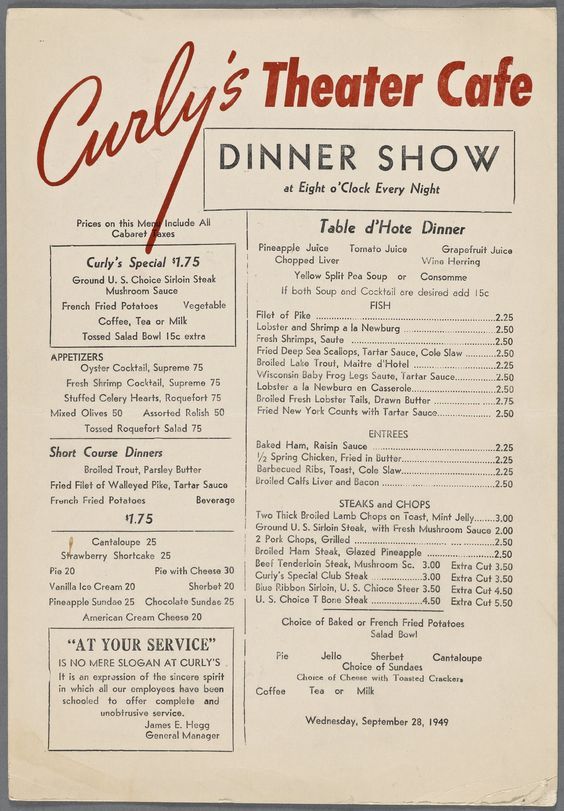 Curly's Theater Cafe
DINNER SHOW
at Eight o'Clock Every Night
Prices on this Menu Include All
Cabaret Taxes
Curly's Special $1.75
Ground U. S. Choice Sirloin Steak
Mushroom Sauce
French Fried Potatoes Vegetable
Coffee, Tea or Milk
Tossed Salad Bowl 15c extra
APPETIZERS
Oyster Cocktail, Supreme 75
Fresh Shrimp Cocktail, Supreme 75
Stuffed Celery Hearts, Roquefort 75
Mixed Olives 50 Assorted Relish 50
Tossed Roquefort Salad 75
Short Course Dinners
Broiled Trout, Parsley Butter
Fried Filet of Walleyed Pike, Tartar Sauce
French Fried Potatoes Beverage
$1.75
Cantaloupe 25
Strawberry Shortcake 25
Pie 20 Pie with Cheese 30
Vanilla Ice Cream 20 Sherbet 20
Pineapple Sundae 25 Chocolate Sundae 25
American Cream Cheese 20
"AT YOUR SERVICE"
IS NO MERE SLOGAN AT CURLY'S
It is an expression of the sincere spirit
in which all our employees have been
schooled to offer complete and
unobtrusive service.
James E. Hegg
General Manager
Table d'Hote Dinner
Pineapple Juice Tomato Juice Grapefruit Juice
Chopped Liver Wine Herring
Yellow Split Pea Soup or Consomme
If both Soup and Cocktail are desired add 15c
FISH
Filet of Pike 2.25
Lobster and Shrimp a la Newburg 2.50
Fresh Shrimps, Saute 2.50
Fried Deep Sea Scallops, Tartar Sauce, Cole Slaw 2.50
Broiled Lake Trout, Maitre d'Hotel 2.25
Wisconsin Baby Frog Legs Saute, Tartar Sauce 2.50
Lobster a la Newburg en Casserole 2.50
Broiled Fresh Lobster Tails, Drawn Butter 2.75
Fried New York Counts with Tartar Sauce 2.50
ENTREES
Baked Ham, Raisin Sauce 2.25
1/2 Spring Chicken, Fried in Butter 2.25
Barbecued Ribs, Toast, Cole Slaw 2.25
Broiled Calfs Liver and Bacon 2.50
STEAKS and CHOPS
Two Thick Broiled Lamb Chops on Toast, Mint Jelly 3.00
Ground U. S. Sirloin Steak, with Fresh Mushroom Sauce 2.00
2 Pork Chops, Grilled 2.50
Broiled Ham Steak, Glazed Pineapple 2.50
Beef Tenderloin Steak, Mushroom Sc. 3.00 Extra Cut 3.50
Curly's Special Club Steak 3.00 Extra Cut 3.50
Blue Ribbon Sirloin, U. S. Chioce Steer 3.50 Extra Cut 4.50
U. S. Choice T Bone Steak 4.50 Extra Cut 5.50
Choice of Baked or French Fried Potatoes
Salad Bowl
Pie Jello Sherbet Cantaloupe
Choice of Sundaes
Choice of Cheese with Toasted Crackers
Coffee Tea or Milk
Wednesday, September 28, 1949